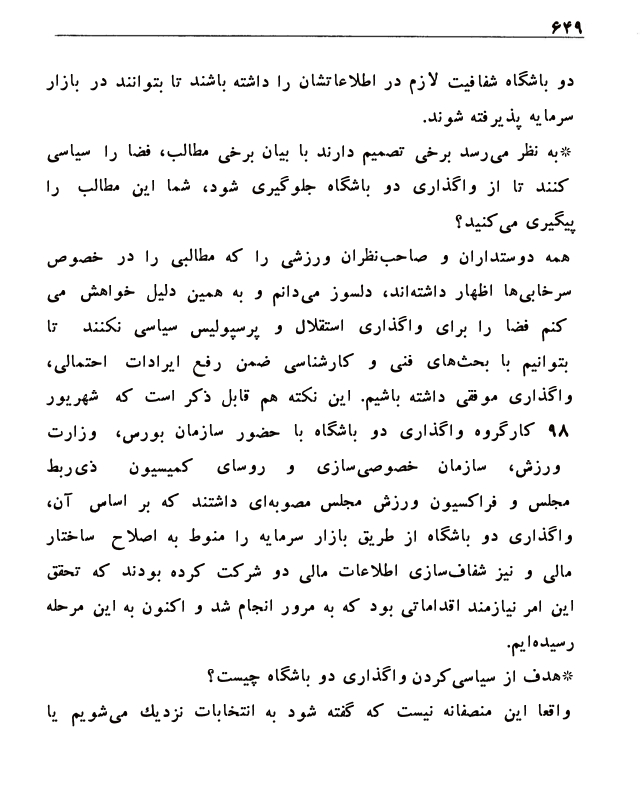 ۶۴۹
دو باشگاه شفافیت لازم در اطلاعاتشان را داشته باشند تا بتوانند در بازار
سرمایه پذیرفته شوند.
*به نظر می‌رسد برخی تصمیم دارند با بیان برخی مطالب، فضا را سیاسی
کنند تا از واگذاری دو باشگاه جلوگیری شود، شما این مطالب را
پیگیری می‌کنید؟
همه دوستداران و صاحب‌نظران ورزشی را که مطالبی را در خصوص
سرخابی‌ها اظهار داشته‌اند، دلسوز می‌دانم و به همین دلیل خواهش می
کنم فضا را برای واگذاری استقلال و پرسپولیس سیاسی نکنند تا
بتوانیم با بحث‌های فنی و کارشناسی ضمن رفع ایرادات احتمالی،
واگذاری موفقی داشته باشیم. این نکته هم قابل ذکر است که شهریور
۹۸ کارگروه واگذاری دو باشگاه با حضور سازمان بورس، وزارت
ورزش، سازمان خصوصی‌سازی و روسای کمیسیون ذی‌ربط
مجلس و فراکسیون ورزش مجلس مصوبه‌ای داشتند که بر اساس آن،
واگذاری دو باشگاه از طریق بازار سرمایه را منوط به اصلاح ساختار
مالی و نیز شفاف‌سازی اطلاعات مالی دو شرکت کرده بودند که تحقق
این امر نیازمند اقداماتی بود که به مرور انجام شد و اکنون به این مرحله
رسیده‌ایم.
*هدف از سیاسی‌کردن واگذاری دو باشگاه چیست؟
واقعا این منصفانه نیست که گفته شود به انتخابات نزدیك می‌شویم یا